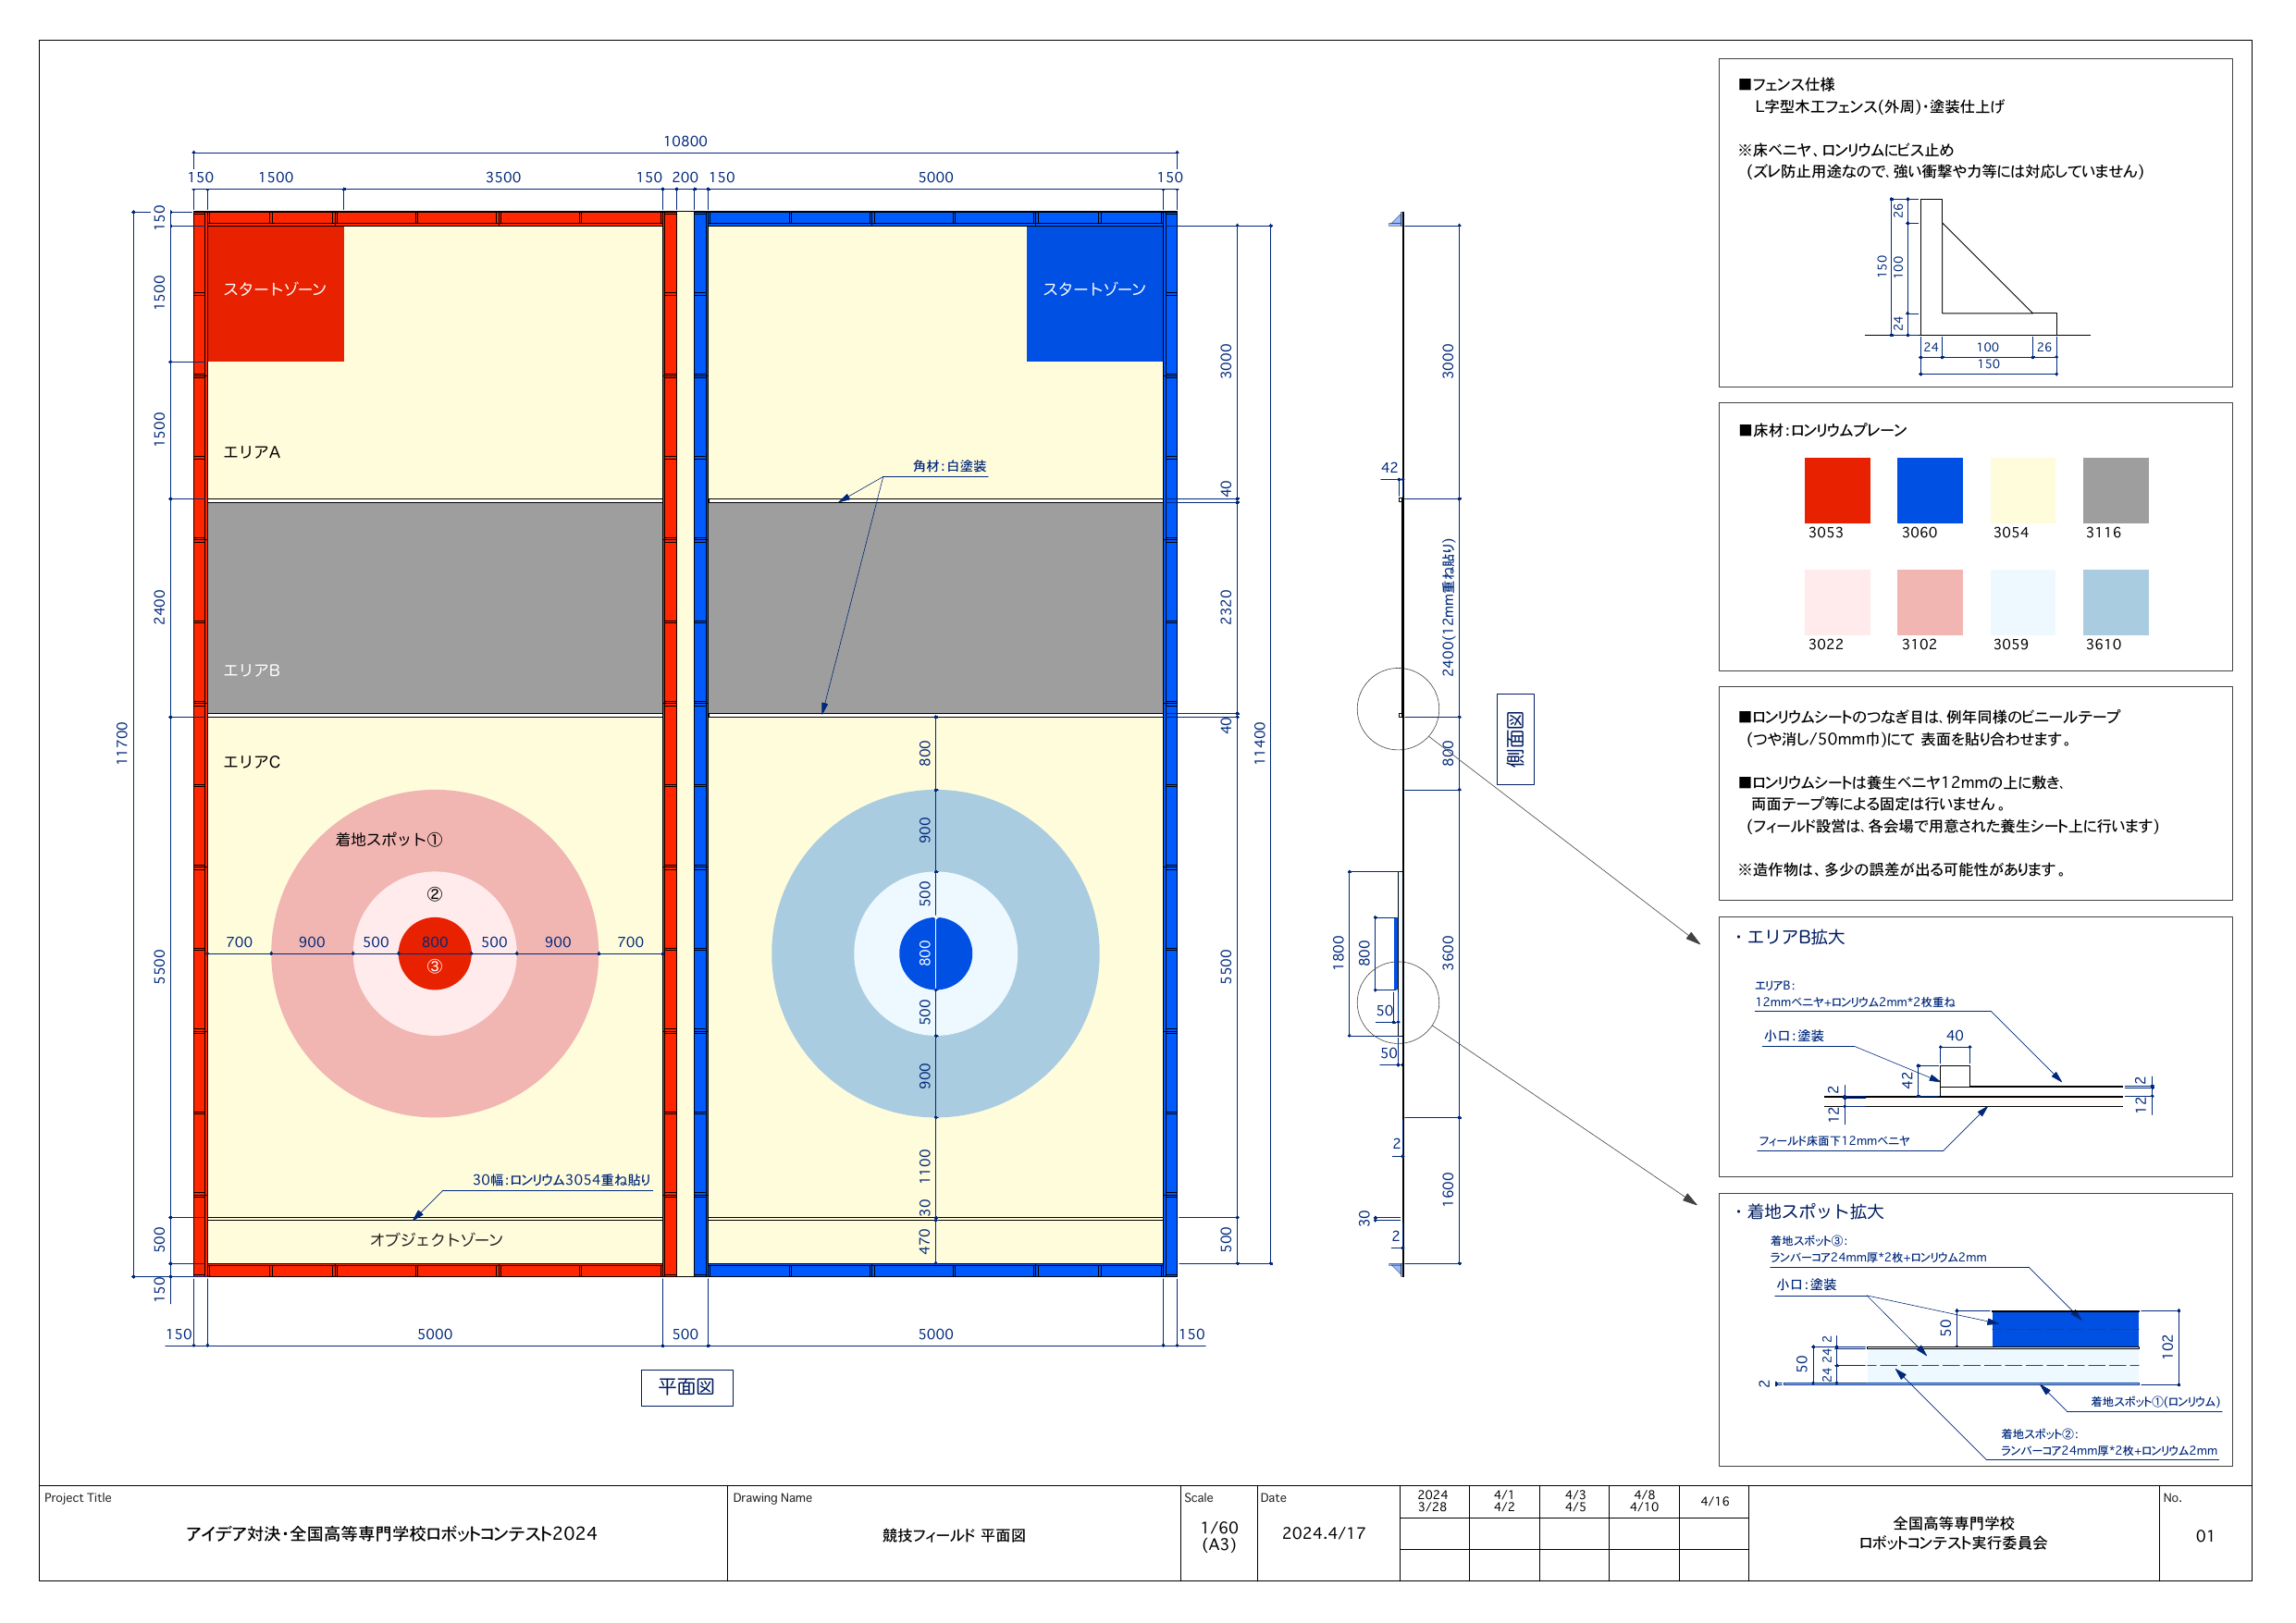 10800
150 1500 3500 150 200 150 5000 150
150
1500
1500
2400
5500
500
150
11700
スタートゾーン
スタートゾーン
エリアA
角材：白塗装
エリアB
エリアC
着地スポット①
②
③
700 900 500 800 500 900 700
800
900
500
800
500
900
1100
30
470
30幅：ロンリウム3054重ね貼り
オブジェクトゾーン
3000
40
2320
40
5500
500
11400
150 5000 500 5000 150
平面図
3000
42
2400(12mm重ね貼り)
800
3600
1800
800
50
50
2
1600
30
2
側面図
■フェンス仕様
L字型木工フェンス(外周)・塗装仕上げ
※床ベニヤ、ロンリウムにビス止め
(ズレ防止用途なので、強い衝撃や力等には対応していません)
26
150
100
24
24 100 26
150
■床材：ロンリウムプレーン
3053 3060 3054 3116
3022 3102 3059 3610
■ロンリウムシートのつなぎ目は、例年同様のビニールテープ
(つや消し/50mm巾)にて 表面を貼り合わせます。
■ロンリウムシートは養生ベニヤ12mmの上に敷き、
両面テープ等による固定は行いません。
(フィールド設営は、各会場で用意された養生シート上に行います)
※造作物は、多少の誤差が出る可能性があります。
・エリアB拡大
エリアB：
12mmベニヤ+ロンリウム2mm*2枚重ね
小口：塗装
40
42
2
12
2
12
フィールド床面下12mmベニヤ
・着地スポット拡大
着地スポット③：
ランバーコア24mm厚*2枚+ロンリウム2mm
小口：塗装
50
102
2
24
24
50
2
着地スポット①(ロンリウム)
着地スポット②：
ランバーコア24mm厚*2枚+ロンリウム2mm
Project Title
アイデア対決・全国高等専門学校ロボットコンテスト2024
Drawing Name
競技フィールド 平面図
Scale
1/60
(A3)
Date
2024.4/17
2024
3/28
4/1
4/2
4/3
4/5
4/8
4/10
4/16
全国高等専門学校
ロボットコンテスト実行委員会
No.
01